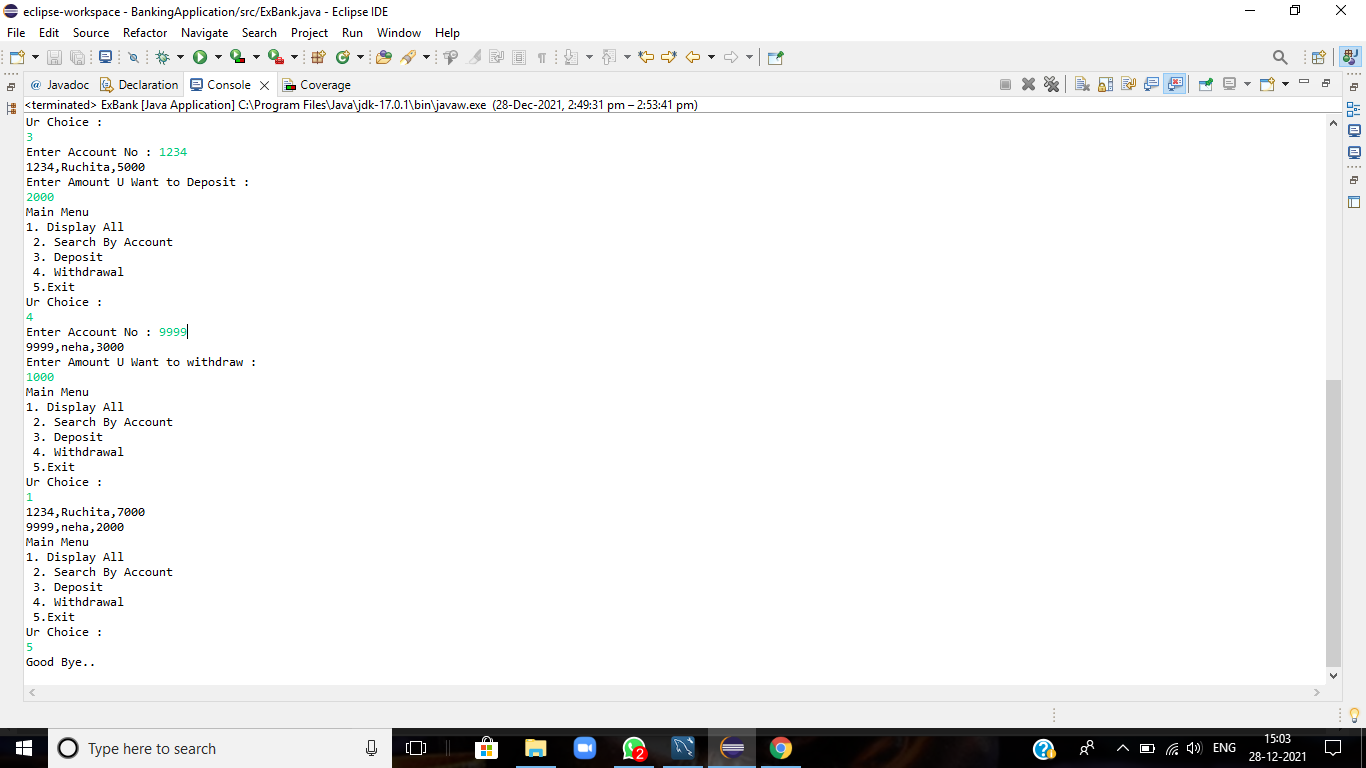 eclipse-workspace - BankingApplication/src/ExBank.java - Eclipse IDE
File Edit Source Refactor Navigate Search Project Run Window Help
@ Javadoc Declaration Console Coverage
<terminated> ExBank [Java Application] C:\Program Files\Java\jdk-17.0.1\bin\javaw.exe (28-Dec-2021, 2:49:31 pm – 2:53:41 pm)
Ur Choice :
3
Enter Account No : 1234
1234,Ruchita,5000
Enter Amount U Want to Deposit :
2000
Main Menu
1. Display All
2. Search By Account
3. Deposit
4. Withdrawal
5.Exit
Ur Choice :
4
Enter Account No : 9999
9999,neha,3000
Enter Amount U Want to withdraw :
1000
Main Menu
1. Display All
2. Search By Account
3. Deposit
4. Withdrawal
5.Exit
Ur Choice :
1
1234,Ruchita,7000
9999,neha,2000
Main Menu
1. Display All
2. Search By Account
3. Deposit
4. Withdrawal
5.Exit
Ur Choice :
5
Good Bye..
Type here to search
2
ENG
15:03
28-12-2021